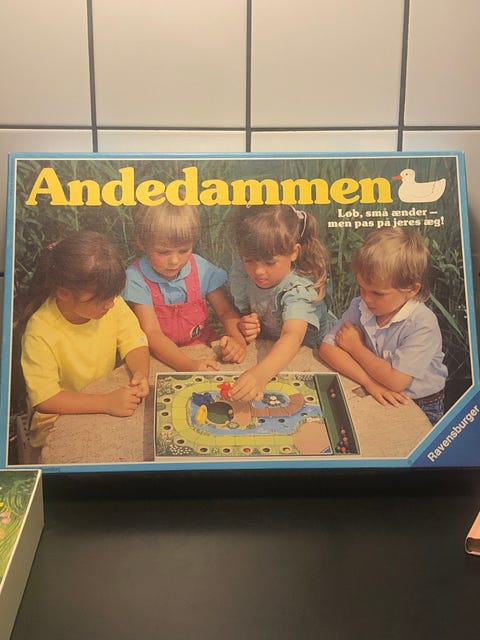 Andedammen
Løb, små ænder –
men pas på jeres æg!
Ravensburger